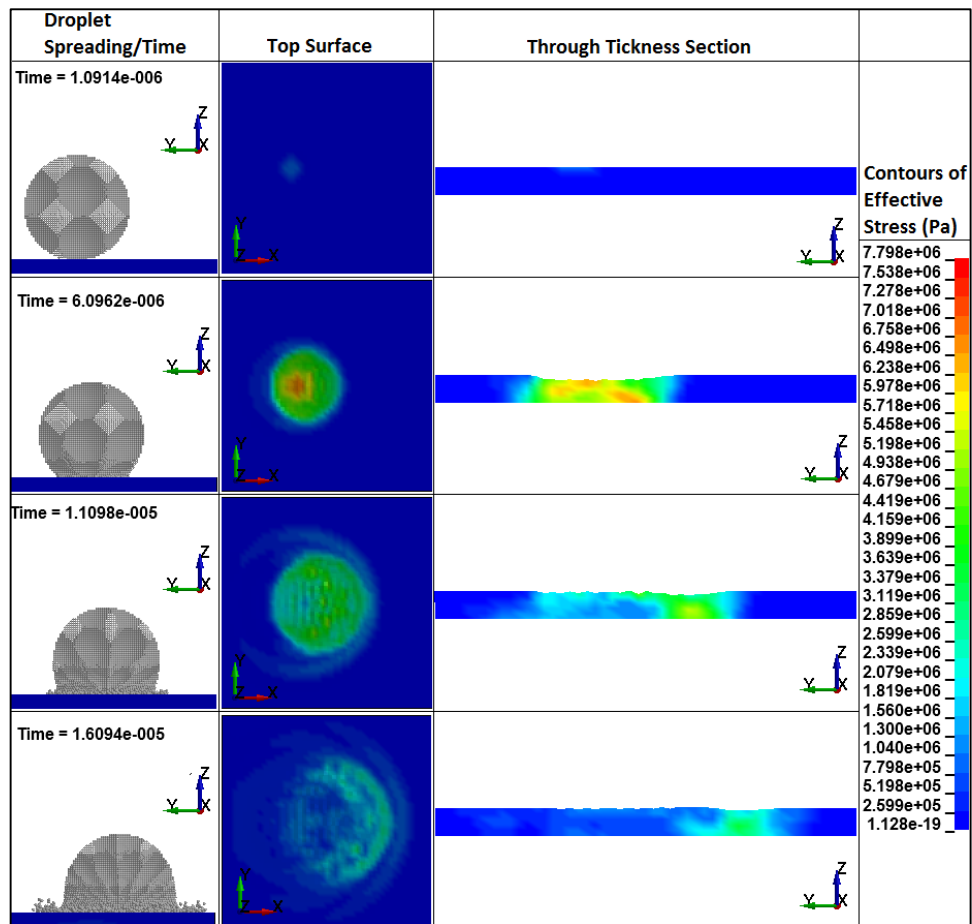 Droplet
Spreading/Time
Top Surface
Through Tickness Section
Time = 1.0914e-006
Z
Y
X
Y
Z
X
Z
Y
X
Time = 6.0962e-006
Z
Y
X
Y
Z
X
Z
Y
X
Time = 1.1098e-005
Z
Y
X
Y
Z
X
Z
Y
X
Time = 1.6094e-005
Z
Y
X
Y
Z
X
Z
Y
X
Contours of
Effective
Stress (Pa)
7.798e+06
7.538e+06
7.278e+06
7.018e+06
6.758e+06
6.498e+06
6.238e+06
5.978e+06
5.718e+06
5.458e+06
5.198e+06
4.938e+06
4.679e+06
4.419e+06
4.159e+06
3.899e+06
3.639e+06
3.379e+06
3.119e+06
2.859e+06
2.599e+06
2.339e+06
2.079e+06
1.819e+06
1.560e+06
1.300e+06
1.040e+06
7.798e+05
5.198e+05
2.599e+05
1.128e-19